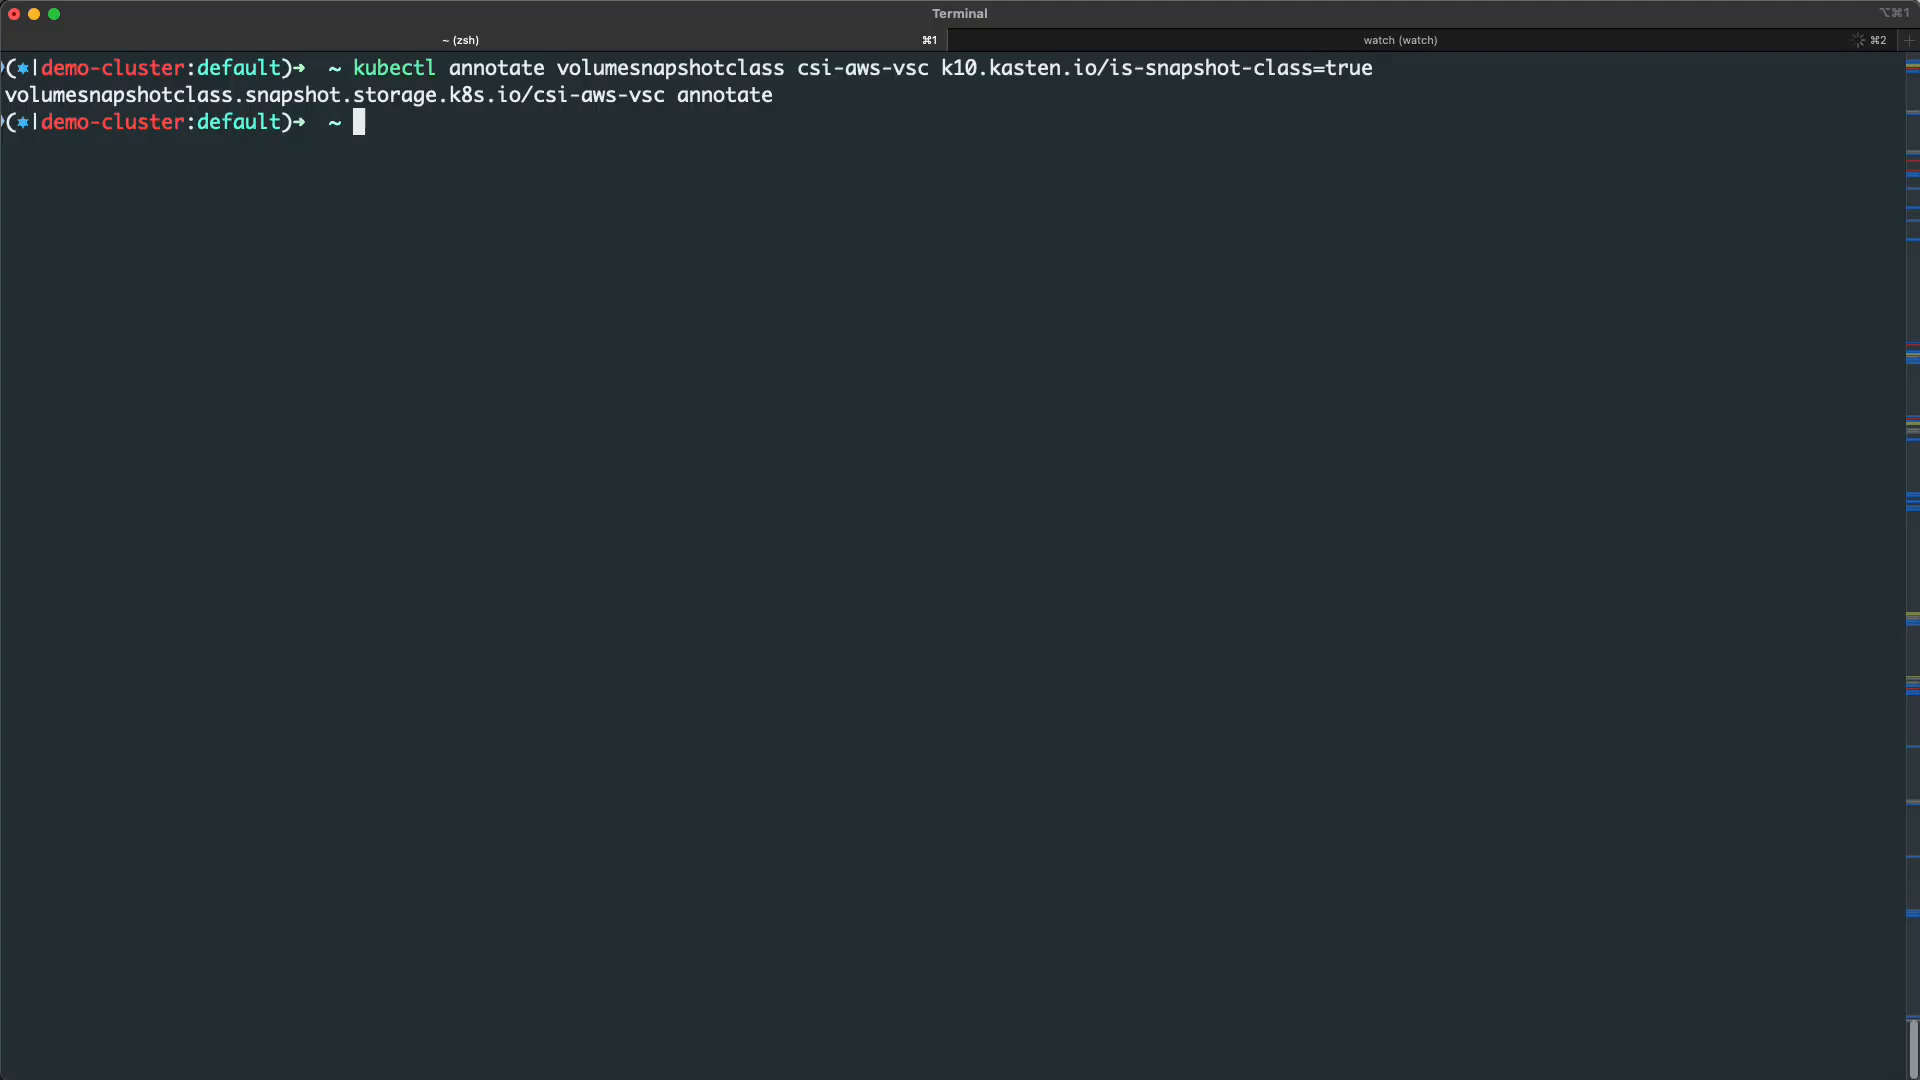 Terminal
⌥⌘1
~ (zsh) ⌘1
watch (watch) ⌘2
(⎈|demo-cluster:default)➜ ~ kubectl annotate volumesnapshotclass csi-aws-vsc k10.kasten.io/is-snapshot-class=true
volumesnapshotclass.snapshot.storage.k8s.io/csi-aws-vsc annotate
(⎈|demo-cluster:default)➜ ~